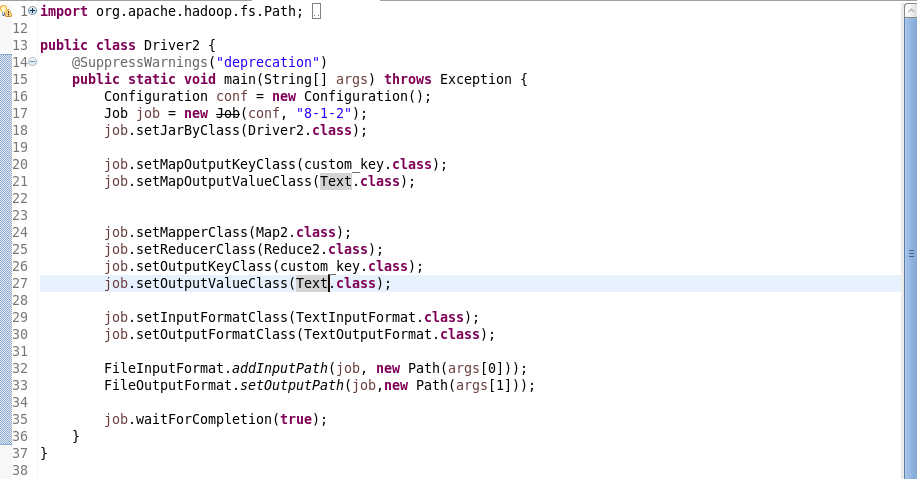 1 import org.apache.hadoop.fs.Path;
12
13 public class Driver2 {
14 @SuppressWarnings("deprecation")
15 public static void main(String[] args) throws Exception {
16 Configuration conf = new Configuration();
17 Job job = new Job(conf, "8-1-2");
18 job.setJarByClass(Driver2.class);
19
20 job.setMapOutputKeyClass(custom_key.class);
21 job.setMapOutputValueClass(Text.class);
22
23
24 job.setMapperClass(Map2.class);
25 job.setReducerClass(Reduce2.class);
26 job.setOutputKeyClass(custom_key.class);
27 job.setOutputValueClass(Text.class);
28
29 job.setInputFormatClass(TextInputFormat.class);
30 job.setOutputFormatClass(TextOutputFormat.class);
31
32 FileInputFormat.addInputPath(job, new Path(args[0]));
33 FileOutputFormat.setOutputPath(job,new Path(args[1]));
34
35 job.waitForCompletion(true);
36 }
37 }
38